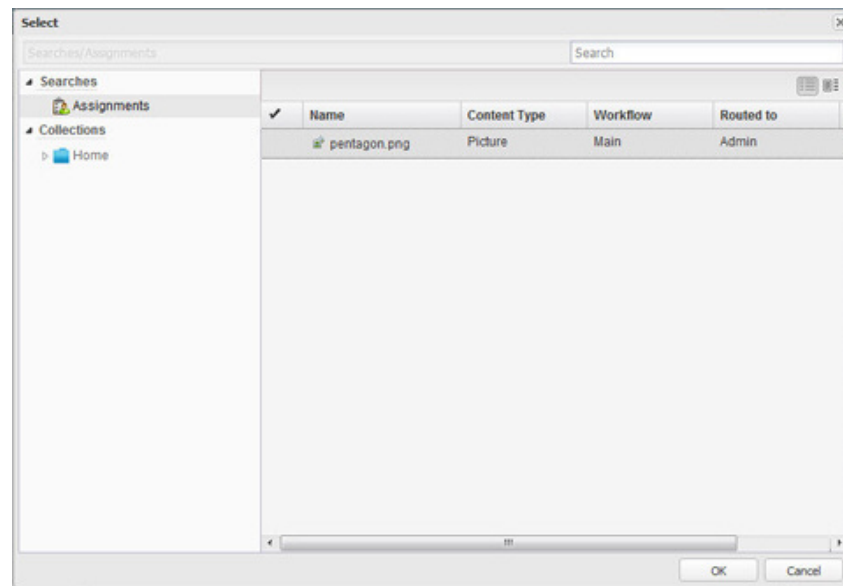 Select
Searches/Assignments
Search
Searches
Assignments
Collections
Home
Name Content Type Workflow Routed to
pentagon.png Picture Main Admin
OK Cancel